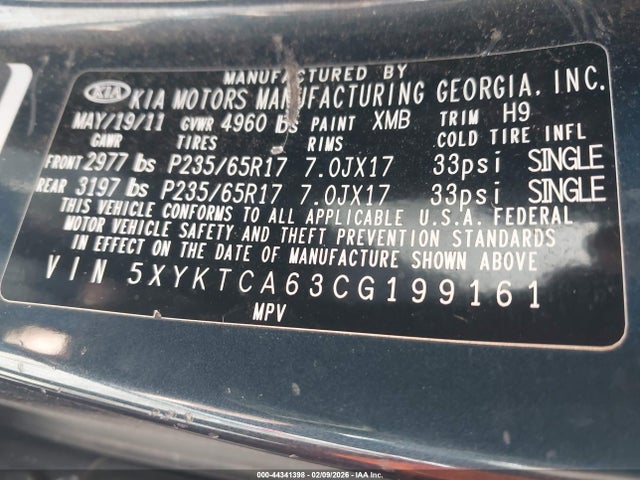 MANUFACTURED BY
KIA KIA MOTORS MANUFACTURING GEORGIA, INC.
MAY/19/11 GVWR 4960 lbs PAINT XMB TRIM H9
GAWR TIRES RIMS COLD TIRE INFL
FRONT 2977 lbs P235/65R17 7.0JX17 33psi SINGLE
REAR 3197 lbs P235/65R17 7.0JX17 33psi SINGLE
THIS VEHICLE CONFORMS TO ALL APPLICABLE U.S.A. FEDERAL
MOTOR VEHICLE SAFETY AND THEFT PREVENTION STANDARDS
IN EFFECT ON THE DATE OF MANUFACTURE SHOWN ABOVE
VIN 5XYKTCA63CG199161
MPV
000-44341398 - 02/09/2026 - IAA Inc.